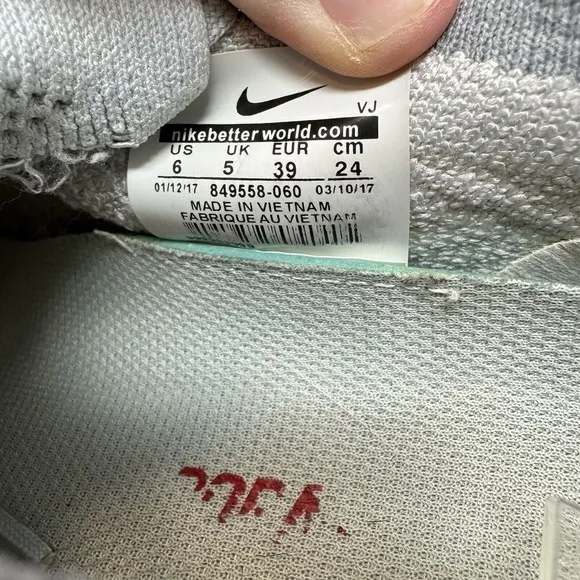 VJ
nikebetterworld.com
US UK EUR cm
6 5 39 24
01/12/17 849558-060 03/10/17
MADE IN VIETNAM
FABRIQUE AU VIETNAM